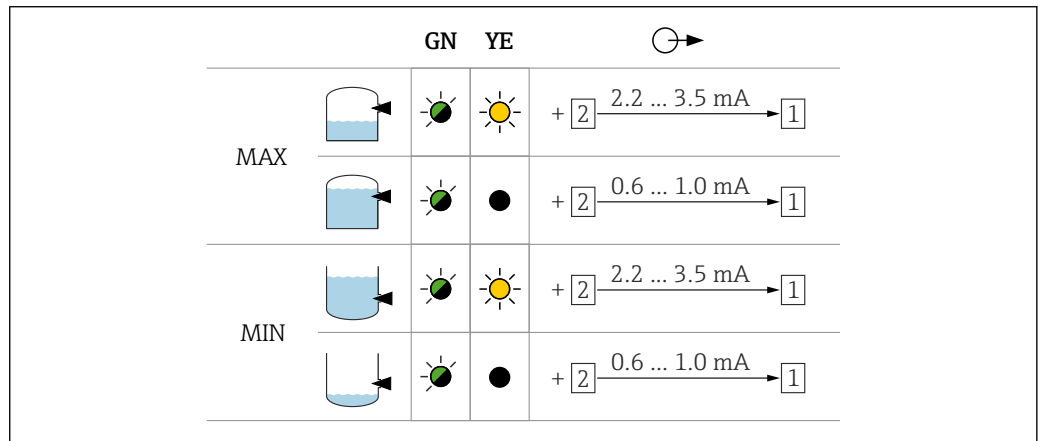 GN YE
MAX
+ 2 2.2 ... 3.5 mA 1
+ 2 0.6 ... 1.0 mA 1
MIN
+ 2 2.2 ... 3.5 mA 1
+ 2 0.6 ... 1.0 mA 1